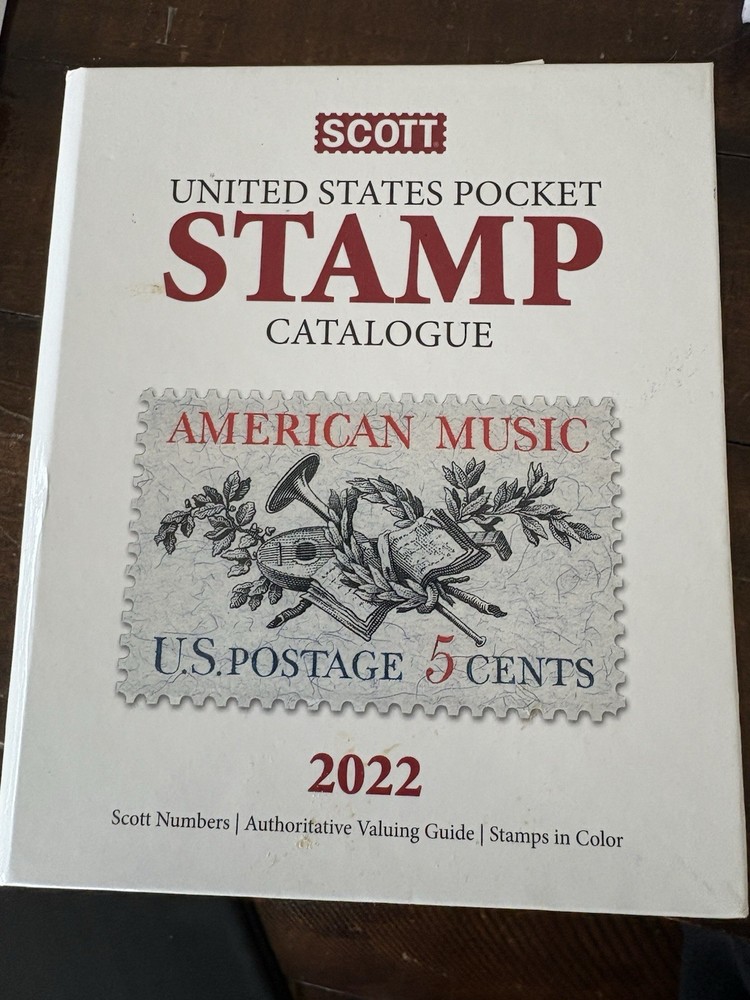 SCOTT
UNITED STATES POCKET
STAMP
CATALOGUE
AMERICAN MUSIC
U.S. POSTAGE 5 CENTS
2022
Scott Numbers | Authoritative Valuing Guide | Stamps in Color